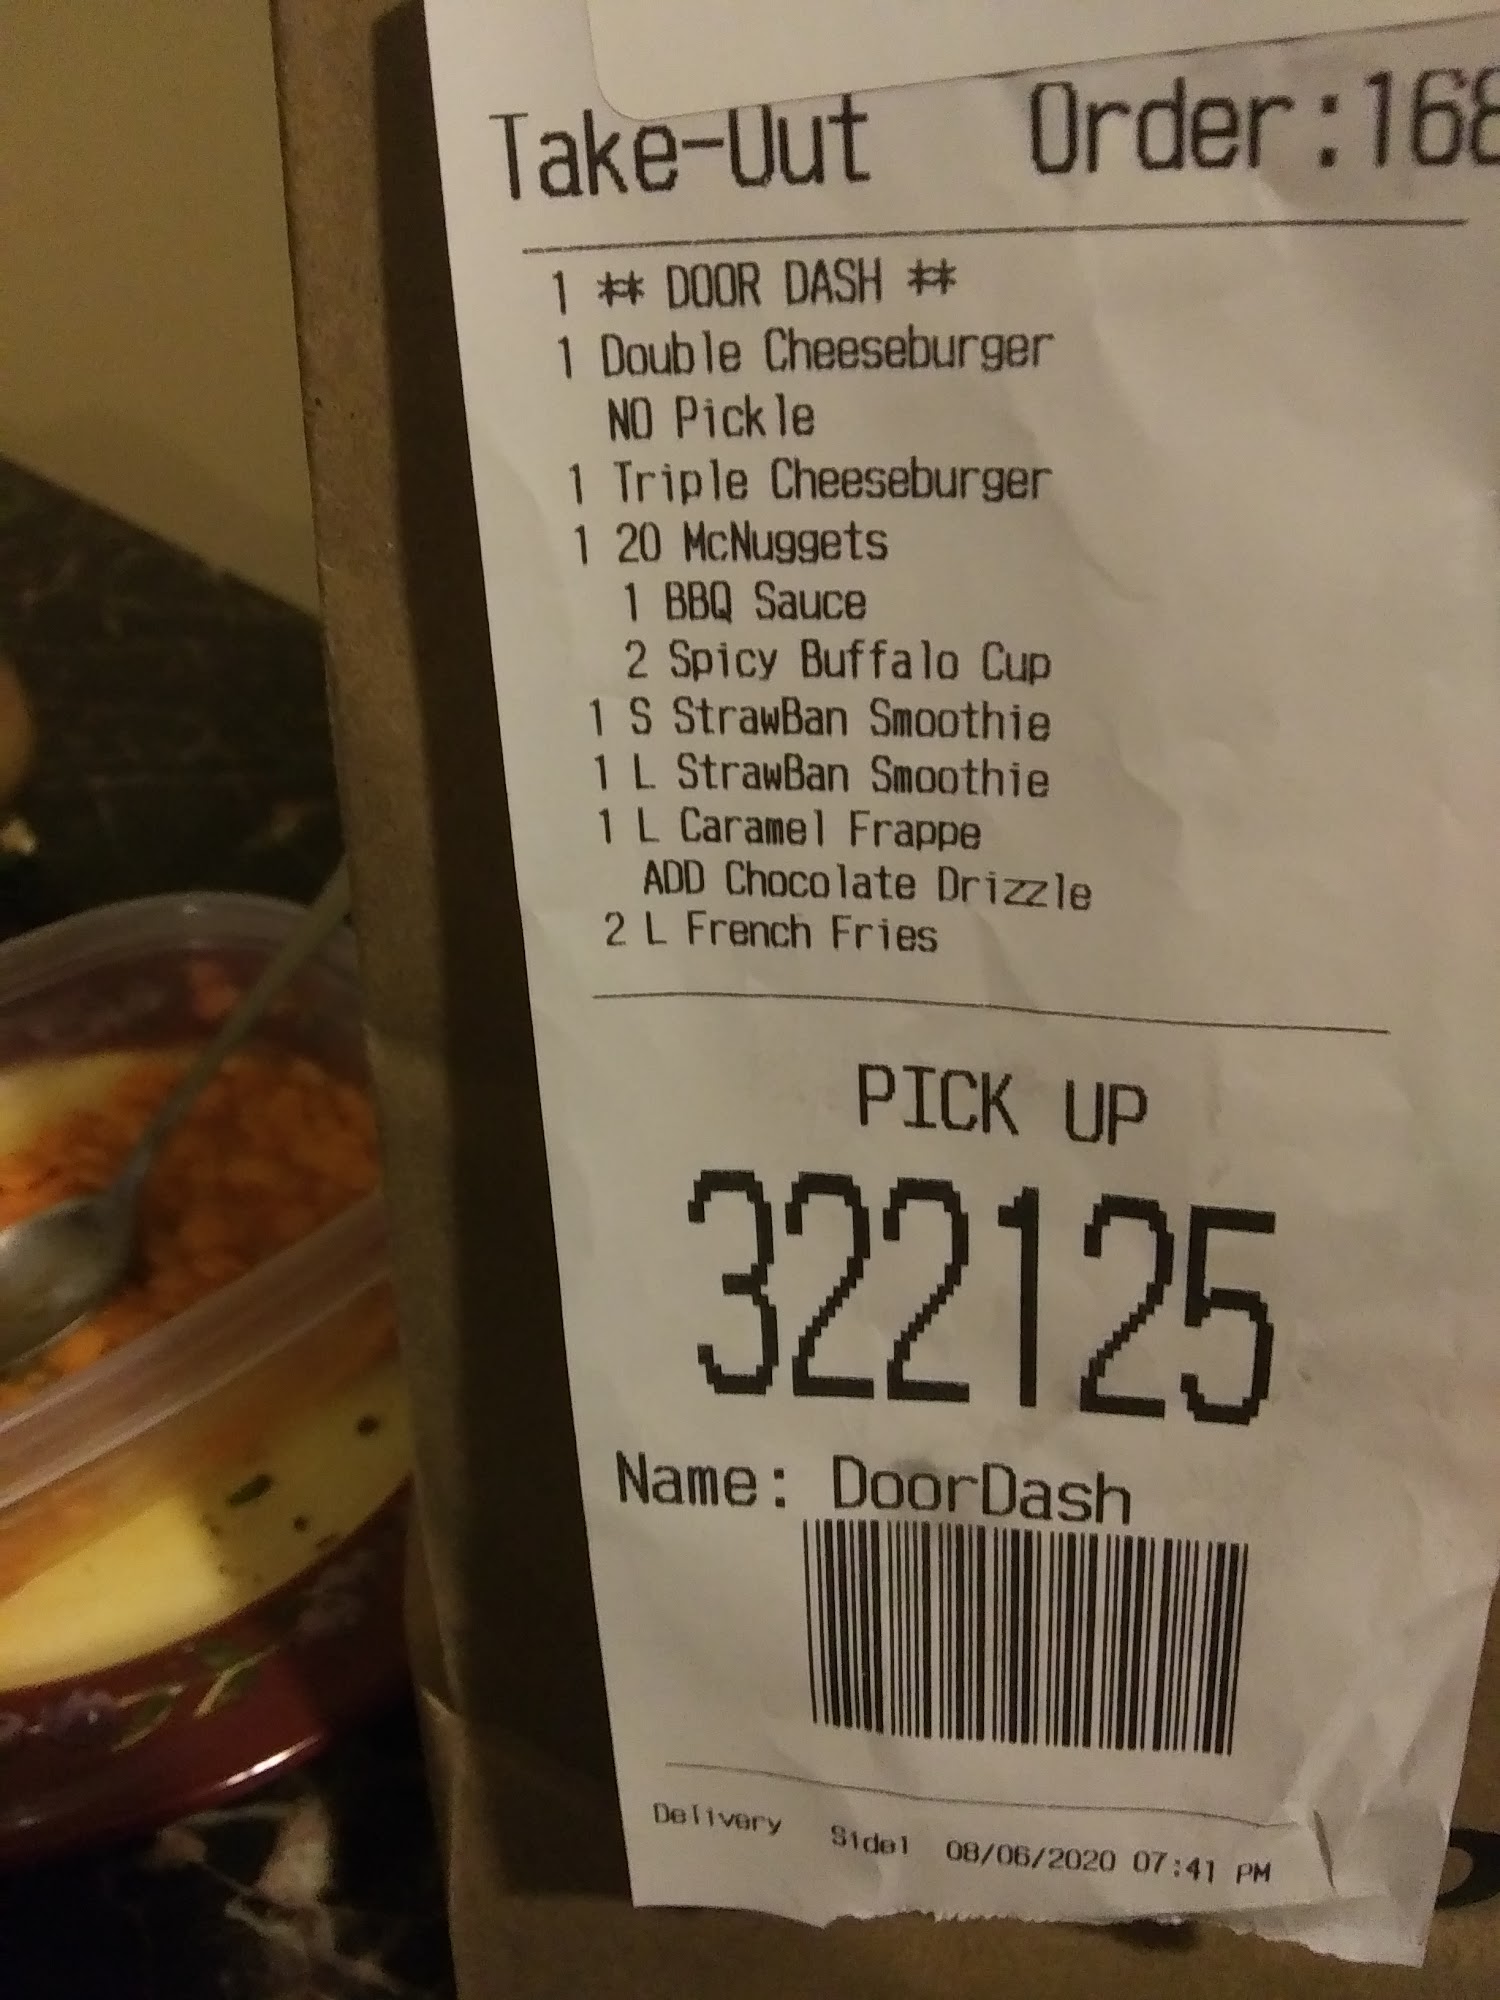 Take-Out Order:168
1 ** DOOR DASH **
1 Double Cheeseburger
NO Pickle
1 Triple Cheeseburger
1 20 McNuggets
1 BBQ Sauce
2 Spicy Buffalo Cup
1 S StrawBan Smoothie
1 L StrawBan Smoothie
1 L Caramel Frappe
ADD Chocolate Drizzle
2 L French Fries
PICK UP
322125
Name: DoorDash
Delivery Side1 08/06/2020 07:41 PM